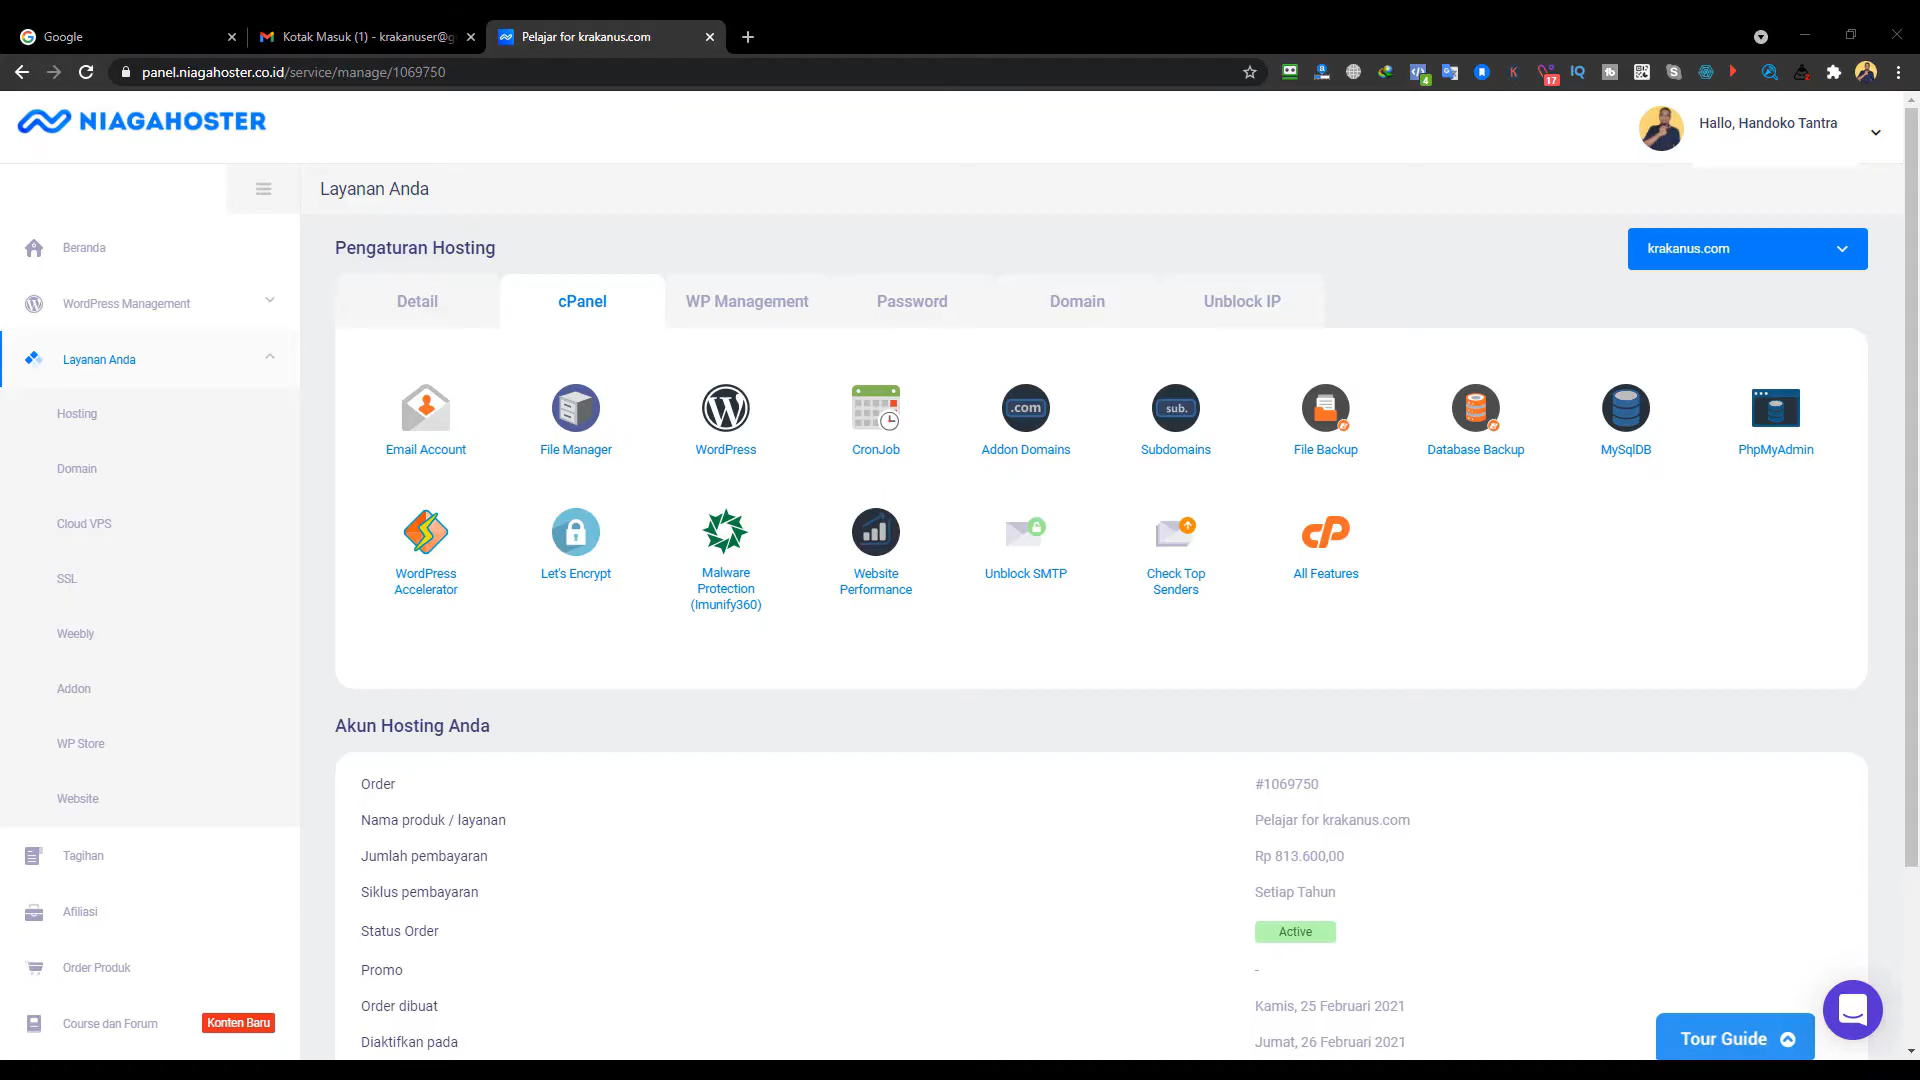 Google
Kotak Masuk (1) - krakanuser@g
Pelajar for krakanus.com
panel.niagahoster.co.id/service/manage/1069750
4
17
IQ
NIAGAHOSTER
Hallo, Handoko Tantra
Layanan Anda
Beranda
WordPress Management
Layanan Anda
Hosting
Domain
Cloud VPS
SSL
Weebly
Addon
WP Store
Website
Tagihan
Afiliasi
Order Produk
Course dan Forum
Konten Baru
Pengaturan Hosting
krakanus.com
Detail
cPanel
WP Management
Password
Domain
Unblock IP
.com
sub.
Email Account
File Manager
WordPress
CronJob
Addon Domains
Subdomains
File Backup
Database Backup
MySqlDB
PhpMyAdmin
cP
WordPress
Accelerator
Let's Encrypt
Malware
Protection
(Imunify360)
Website
Performance
Unblock SMTP
Check Top
Senders
All Features
Akun Hosting Anda
Order
#1069750
Nama produk / layanan
Pelajar for krakanus.com
Jumlah pembayaran
Rp 813.600,00
Siklus pembayaran
Setiap Tahun
Status Order
Active
Promo
-
Order dibuat
Kamis, 25 Februari 2021
Diaktifkan pada
Jumat, 26 Februari 2021
Tour Guide